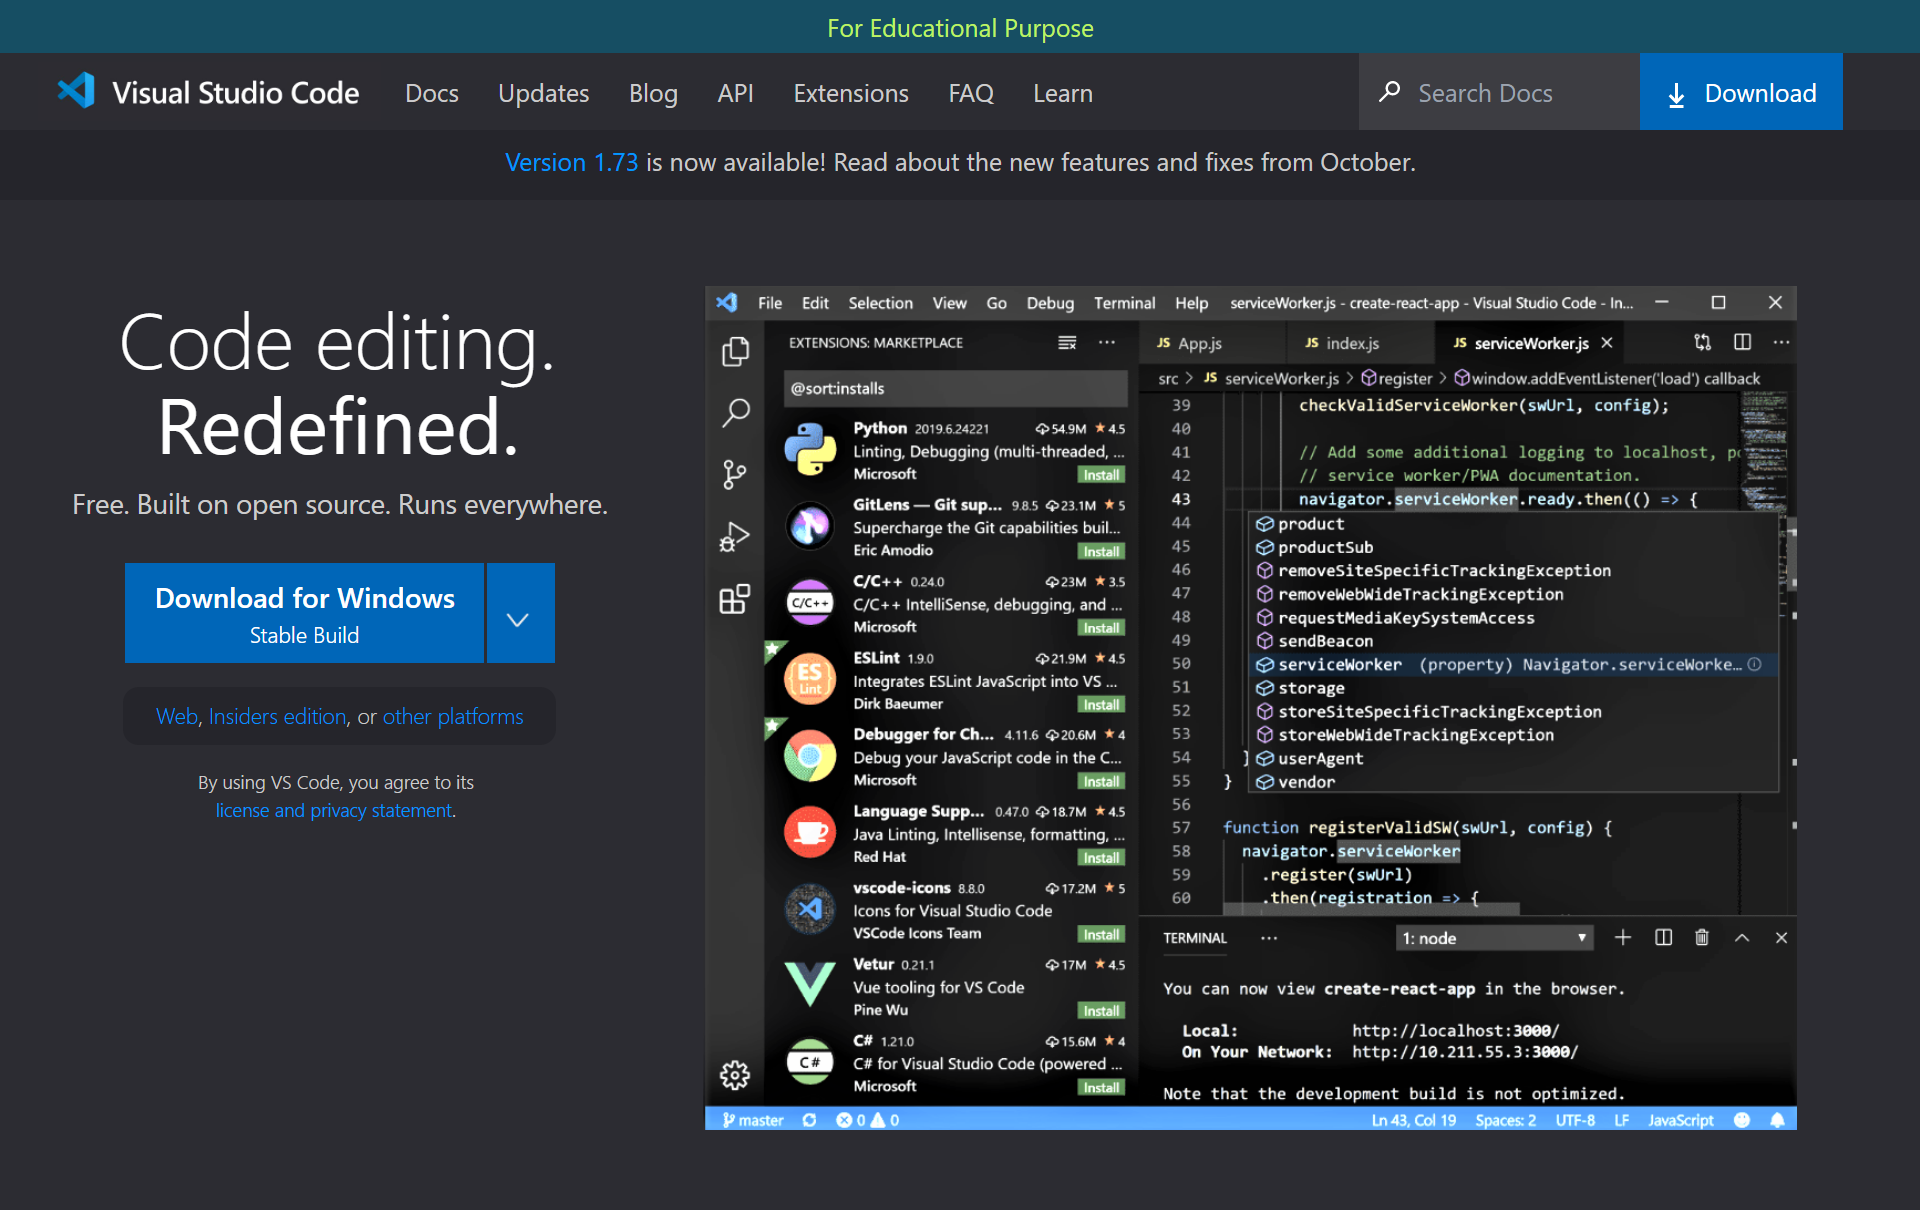 For Educational Purpose
Visual Studio Code Docs Updates Blog API Extensions FAQ Learn Search Docs Download
Version 1.73 is now available! Read about the new features and fixes from October.
Code editing.
Redefined.
Free. Built on open source. Runs everywhere.
Download for Windows
Stable Build
Web, Insiders edition, or other platforms
By using VS Code, you agree to its
license and privacy statement.
File Edit Selection View Go Debug Terminal Help serviceWorker.js - create-react-app - Visual Studio Code - In...
EXTENSIONS: MARKETPLACE
@sort:installs
Python 2019.6.24221 54.9M 4.5
Linting, Debugging (multi-threaded, ...
Microsoft Install
GitLens — Git sup... 9.8.5 23.1M 5
Supercharge the Git capabilities buil...
Eric Amodio Install
C/C++
C/C++ 0.24.0 23M 3.5
C/C++ IntelliSense, debugging, and ...
Microsoft Install
ES Lint
ESLint 1.9.0 21.9M 4.5
Integrates ESLint JavaScript into VS ...
Dirk Baeumer Install
Debugger for Ch... 4.11.6 20.6M 4
Debug your JavaScript code in the C...
Microsoft Install
Language Supp... 0.47.0 18.7M 4.5
Java Linting, Intellisense, formatting, ...
Red Hat Install
vscode-icons 8.8.0 17.2M 5
Icons for Visual Studio Code
VSCode Icons Team Install
Vetur 0.21.1 17M 4.5
Vue tooling for VS Code
Pine Wu Install
C#
C# 1.21.0 15.6M 4
C# for Visual Studio Code (powered ...
Microsoft Install
JS App.js JS index.js JS serviceWorker.js
src > JS serviceWorker.js > register > window.addEventListener('load') callback
39 checkValidServiceWorker(swUrl, config);
40
41 // Add some additional logging to localhost, p
42 // service worker/PWA documentation.
43 navigator.serviceWorker.ready.then(() => {
44 product
45 productSub
46 removeSiteSpecificTrackingException
47 removeWebWideTrackingException
48 requestMediaKeySystemAccess
49 sendBeacon
50 serviceWorker (property) Navigator.serviceWorke...
51 storage
52 storeSiteSpecificTrackingException
53 storeWebWideTrackingException
54 } userAgent
55 } vendor
56
57 function registerValidSW(swUrl, config) {
58 navigator.serviceWorker
59 .register(swUrl)
60 .then(registration => {
TERMINAL ... 1: node
You can now view create-react-app in the browser.
Local: http://localhost:3000/
On Your Network: http://10.211.55.3:3000/
Note that the development build is not optimized.
master 0 0 Ln 43, Col 19 Spaces: 2 UTF-8 LF JavaScript